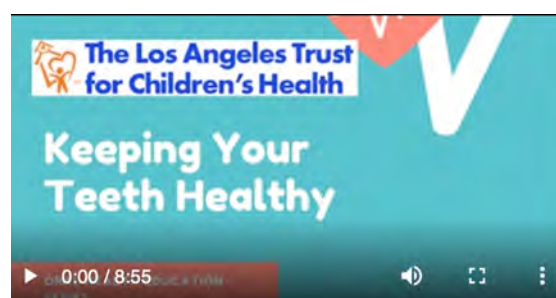 The Los Angeles Trust
for Children's Health
Keeping Your
Teeth Healthy
0:00 / 8:55